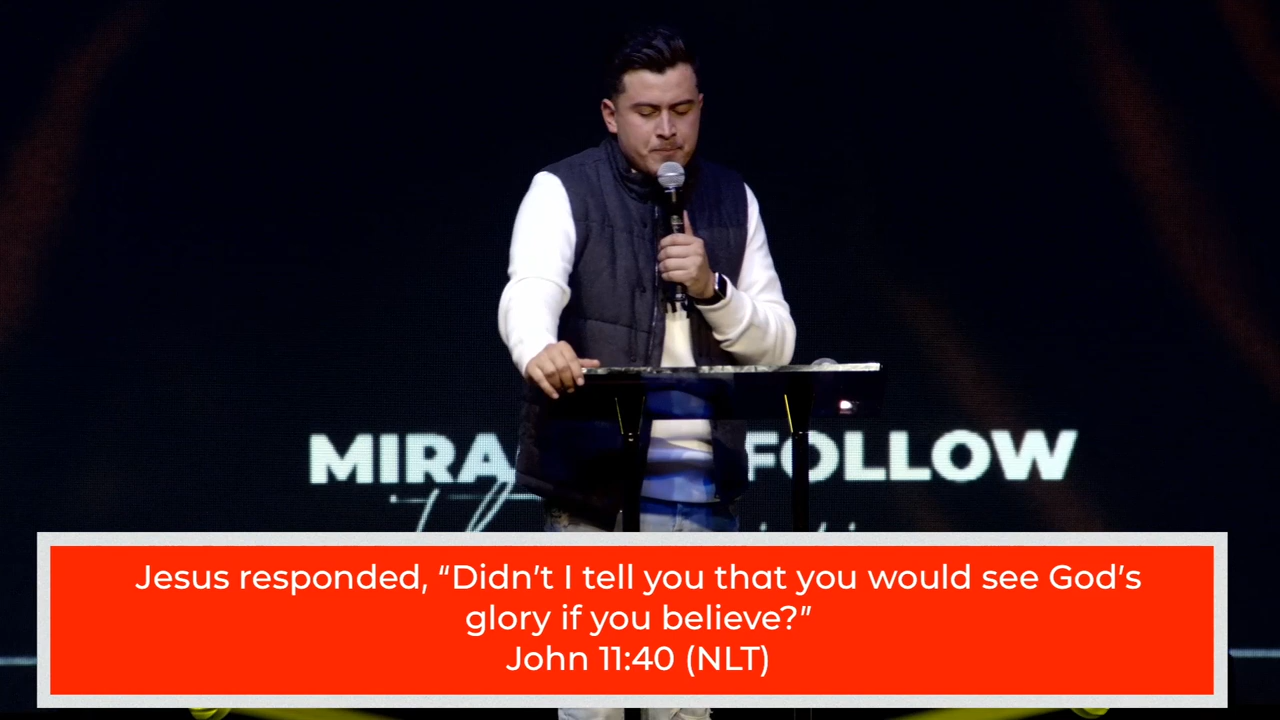 MIRA FOLLOW
Jesus responded, “Didn’t I tell you that you would see God’s
glory if you believe?”
John 11:40 (NLT)